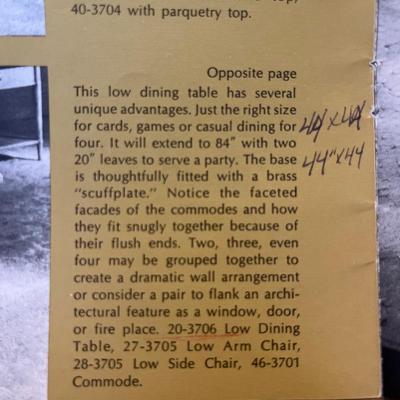 40-3704 with parquetry top.
Opposite page
This low dining table has several
unique advantages. Just the right size
for cards, games or casual dining for
four. It will extend to 84" with two
20" leaves to serve a party. The base
is thoughtfully fitted with a brass
"scuffplate." Notice the faceted
facades of the commodes and how
they fit snugly together because of
their flush ends. Two, three, even
four may be grouped together to
create a dramatic wall arrangement
or consider a pair to flank an archi-
tectural feature as a window, door,
or fire place. 20-3706 Low Dining
Table, 27-3705 Low Arm Chair,
28-3705 Low Side Chair, 46-3701
Commode.
44"x44